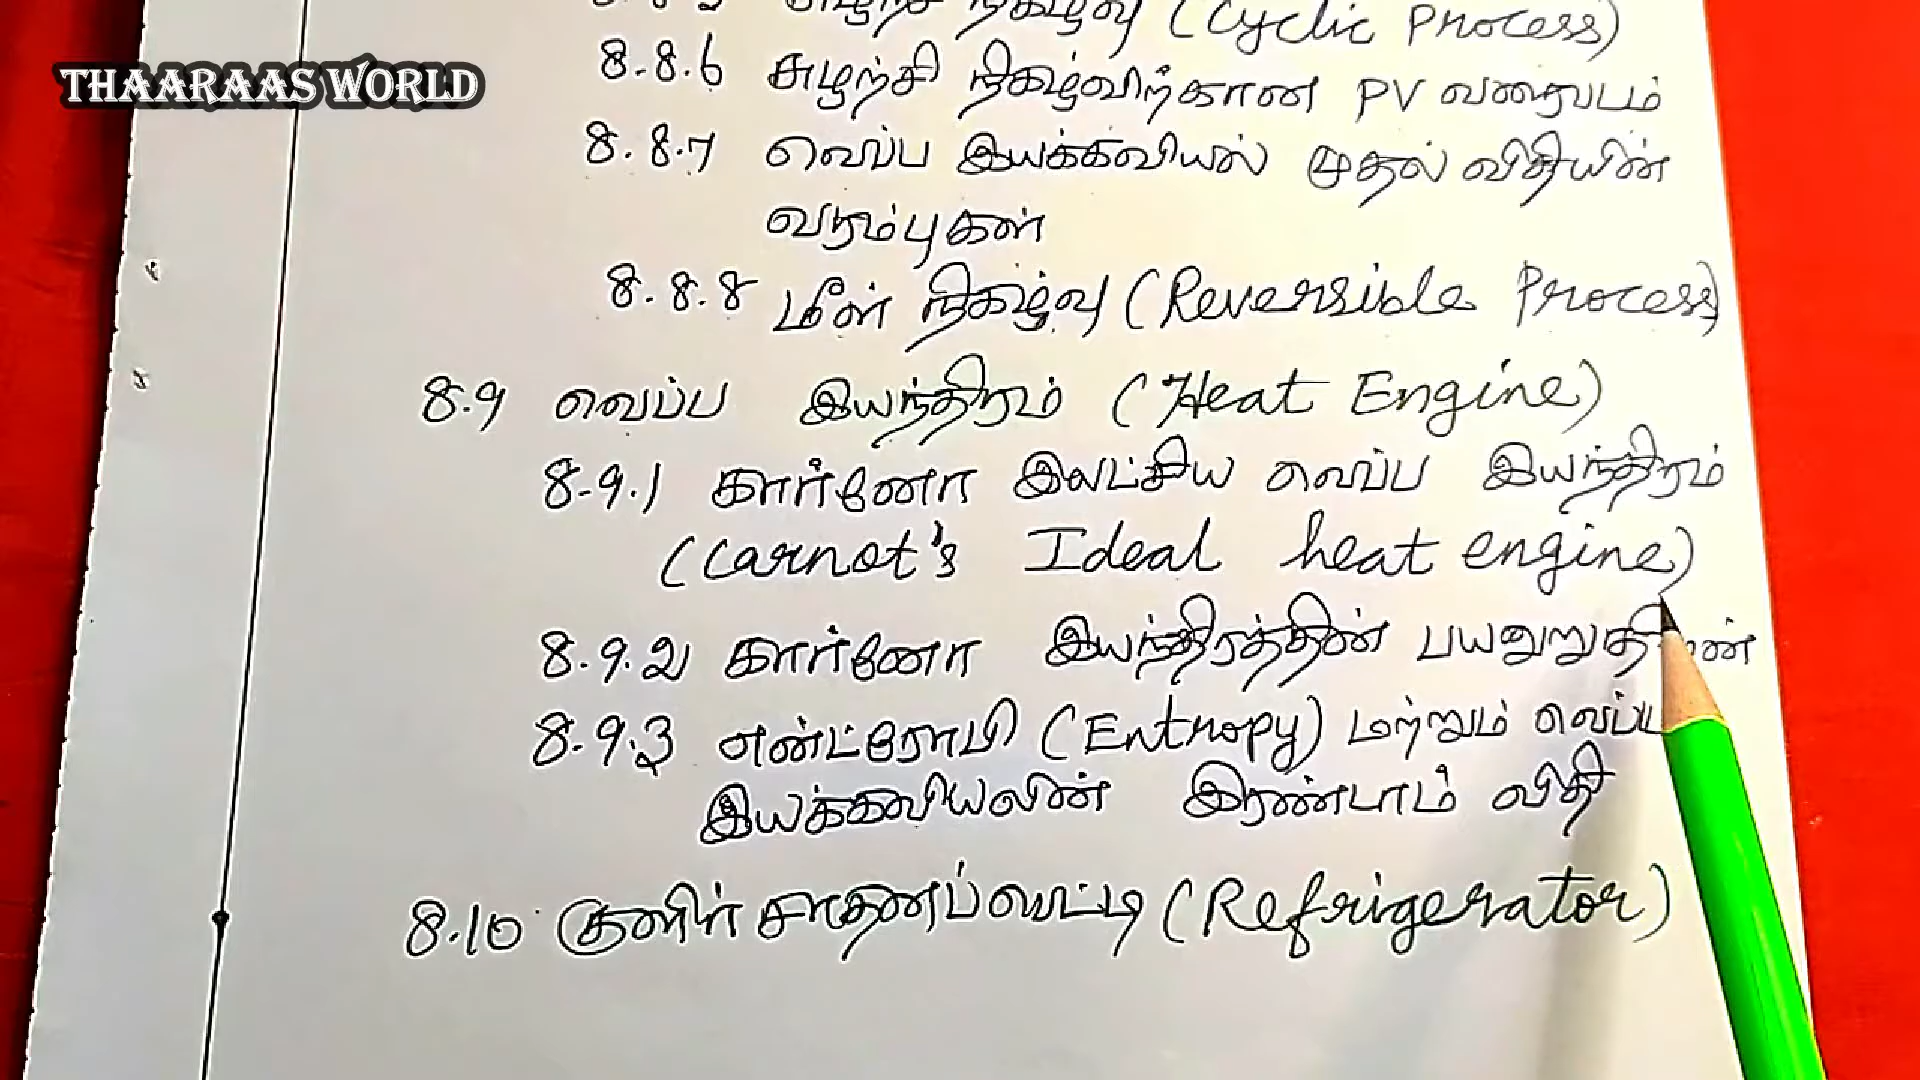 8.8.5 சுழற்சி நிகழ்வு (Cyclic Process)
THAARAAS WORLD
8.8.6 சுழற்சி நிகழ்விற்கான PV வரைபடம்
8.8.7 வெப்ப இயக்கவியல் முதல் விதியின்
வரம்புகள்
8.8.8 மீள் நிகழ்வு (Reversible Process)
8.9 வெப்ப இயந்திரம் (Heat Engine)
8.9.1 கார்னோ இலட்சிய வெப்ப இயந்திரம்
(Carnot's Ideal heat engine)
8.9.2 கார்னோ இயந்திரத்தின் பயனுறுதிறன்
8.9.3 என்ட்ரோபி (Entropy) மற்றும் வெப்ப
இயக்கவியலின் இரண்டாம் விதி
8.10 குளிர் சாதனப்பெட்டி (Refrigerator)